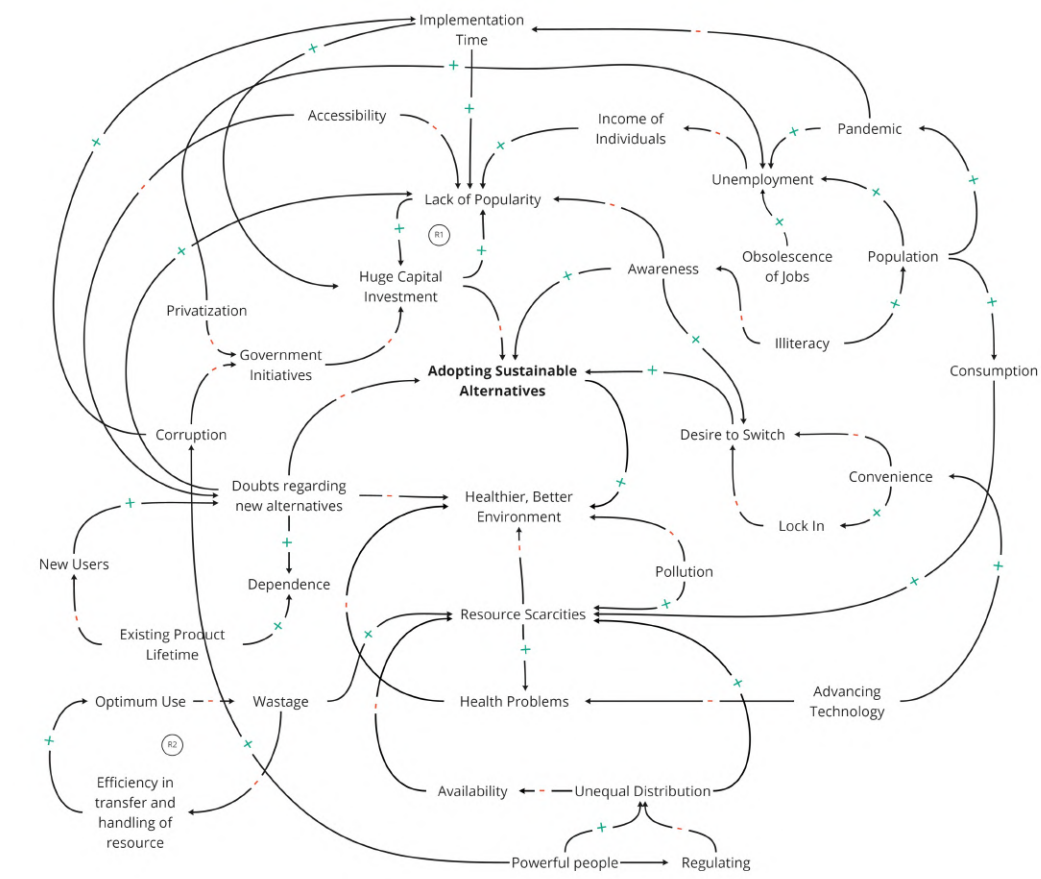 Implementation
Time
Accessibility
Income of
Individuals
Pandemic
Unemployment
Lack of Popularity
R1
Obsolescence
of Jobs
Population
Huge Capital
Investment
Awareness
Privatization
Government
Initiatives
Illiteracy
Adopting Sustainable
Alternatives
Consumption
Corruption
Desire to Switch
Doubts regarding
new alternatives
Healthier, Better
Environment
Convenience
Lock In
New Users
Dependence
Pollution
Existing Product
Lifetime
Resource Scarcities
Optimum Use
Wastage
Health Problems
Advancing
Technology
R2
Efficiency in
transfer and
handling of
resource
Availability
Unequal Distribution
Powerful people
Regulating